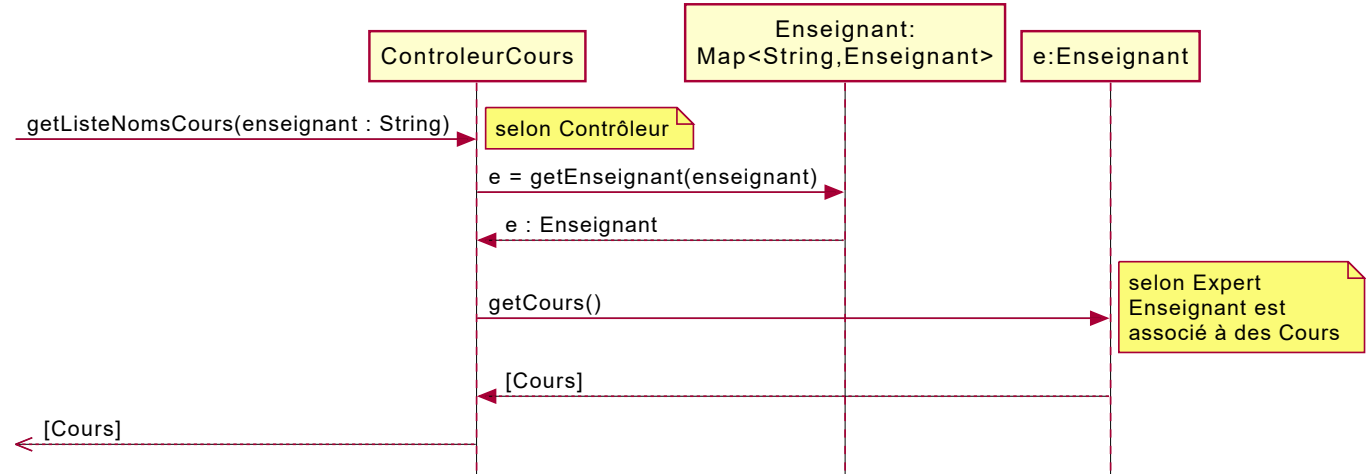 Enseignant:
ControleurCours
Map<String,Enseignant>
e:Enseignant
getListeNomsCours(enseignant : String)
selon Contrôleur
e = getEnseignant(enseignant)
e : Enseignant
selon Expert
Enseignant est
associé à des Cours
getCours()
[Cours]
[Cours]